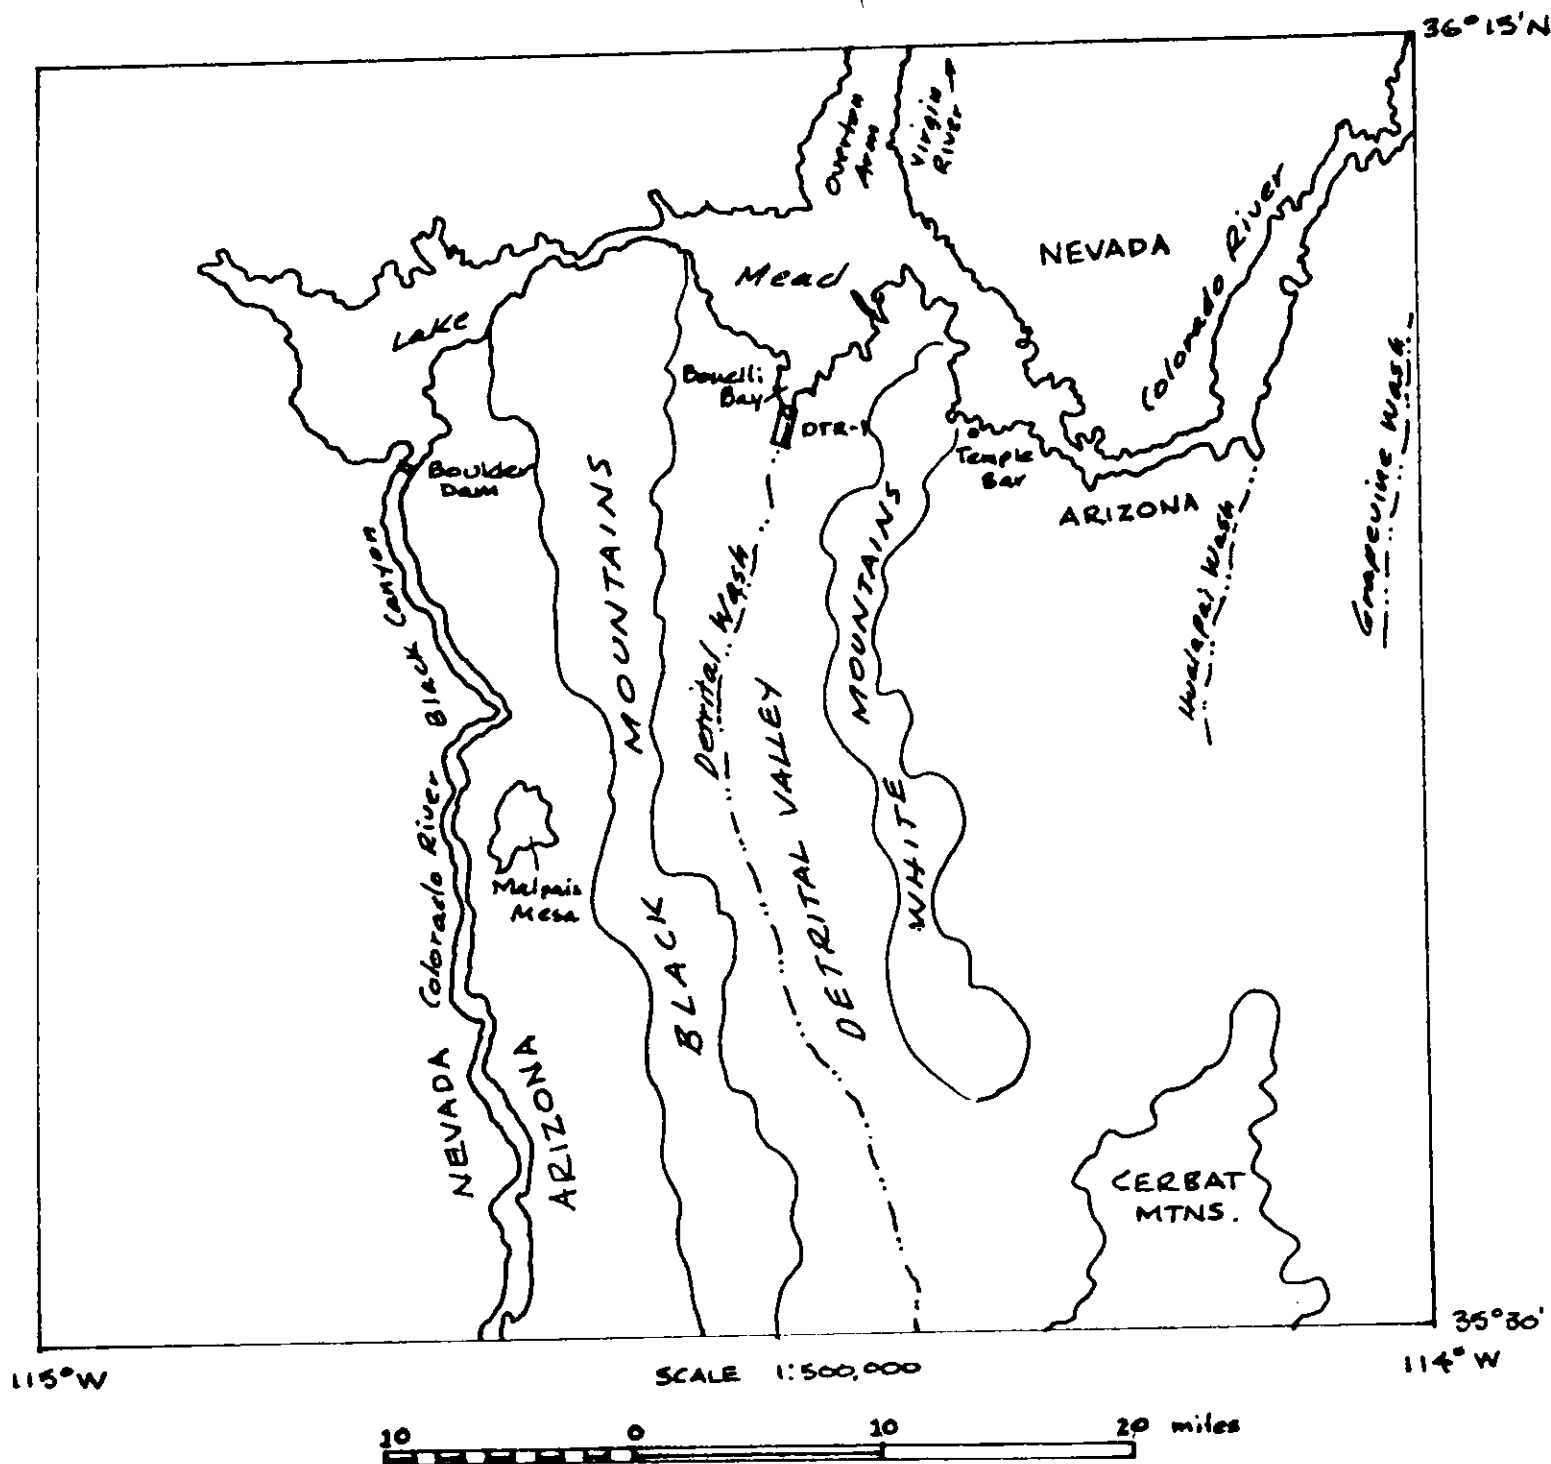 36°15'N
Overton
Arm
Virgin
River
NEVADA
Colorado River
Mead
Lake
Bonelli
Bay
DTR-1
Temple
Bar
Boulder
Dam
ARIZONA
Grapevine Wash
Hualapai Wash
Black Canyon
MOUNTAINS
Detrital Wash
MOUNTAINS
DETRITAL VALLEY
WHITE
Colorado River
Malpais
Mesa
BLACK
NEVADA
ARIZONA
CERBAT
MTNS.
35°30'
115°W
SCALE 1:500,000
114°W
10 0 10 20 miles